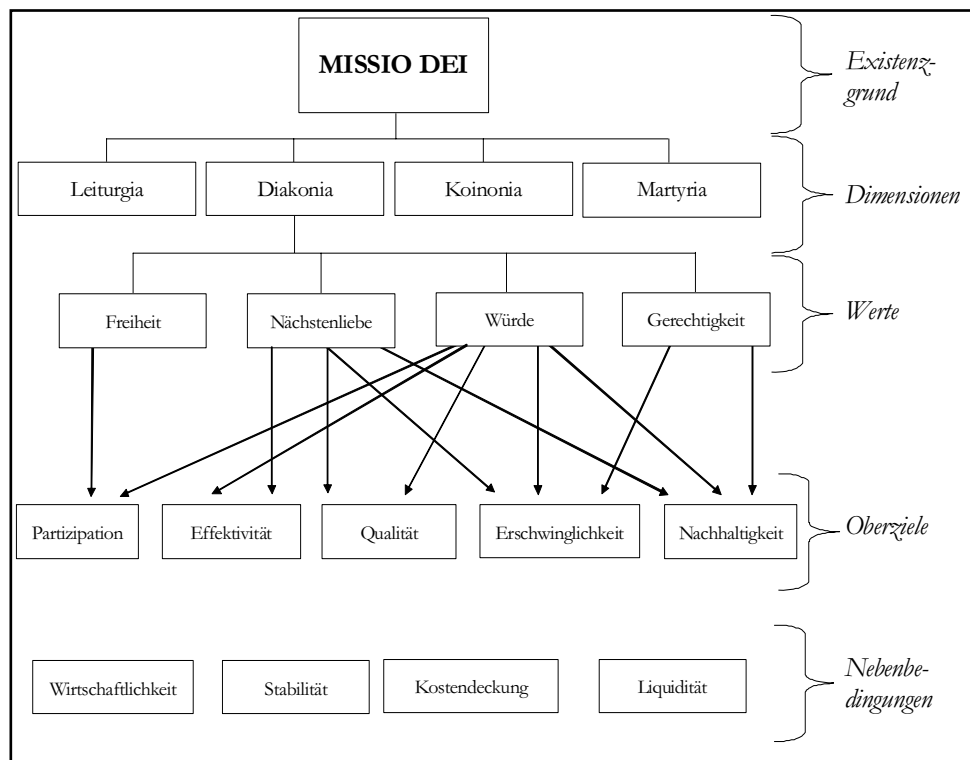 MISSIO DEI
Existenz-
grund
Leiturgia
Diakonia
Koinonia
Martyria
Dimensionen
Freiheit
Nächstenliebe
Würde
Gerechtigkeit
Werte
Partizipation
Effektivität
Qualität
Erschwinglichkeit
Nachhaltigkeit
Oberziele
Wirtschaftlichkeit
Stabilität
Kostendeckung
Liquidität
Nebenbe-
dingungen